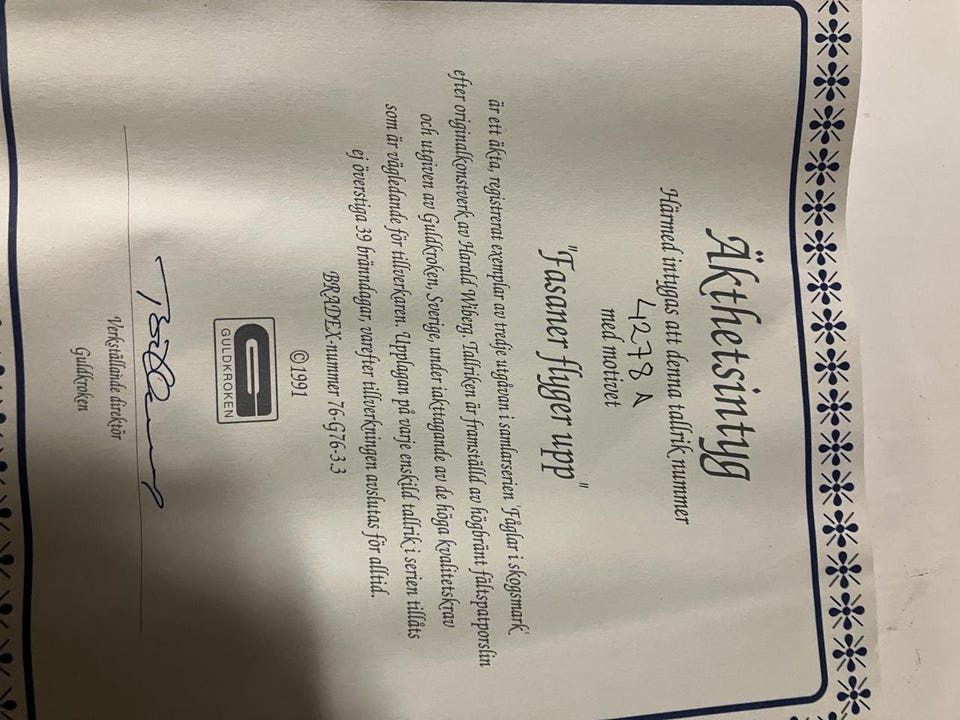 Äkthetsintyg
Härmed intygas att denna tallrik nummer
4278 A
med motivet
"Fasaner flyger upp"
är ett äkta, registrerat exemplar av tredje utgåvan i samlarserien 'Fåglar i skogsmark'
efter originalkonstverk av Harald Wiberg. Tallriken är framställd av högbränt fältspatporslin
och utgiven av Guldkroken, Sverige, under iakttagande av de höga kvalitetskrav
som är vägledande för tillverkaren. Upplagan på varje enskild tallrik i serien tillåts
ej överstiga 39 bränndagar, varefter tillverkningen avslutas för alltid.
BRADEX-nummer 76-G76-3.3
©1991
G
GULDKROKEN
Verkställande direktör
Guldkroken